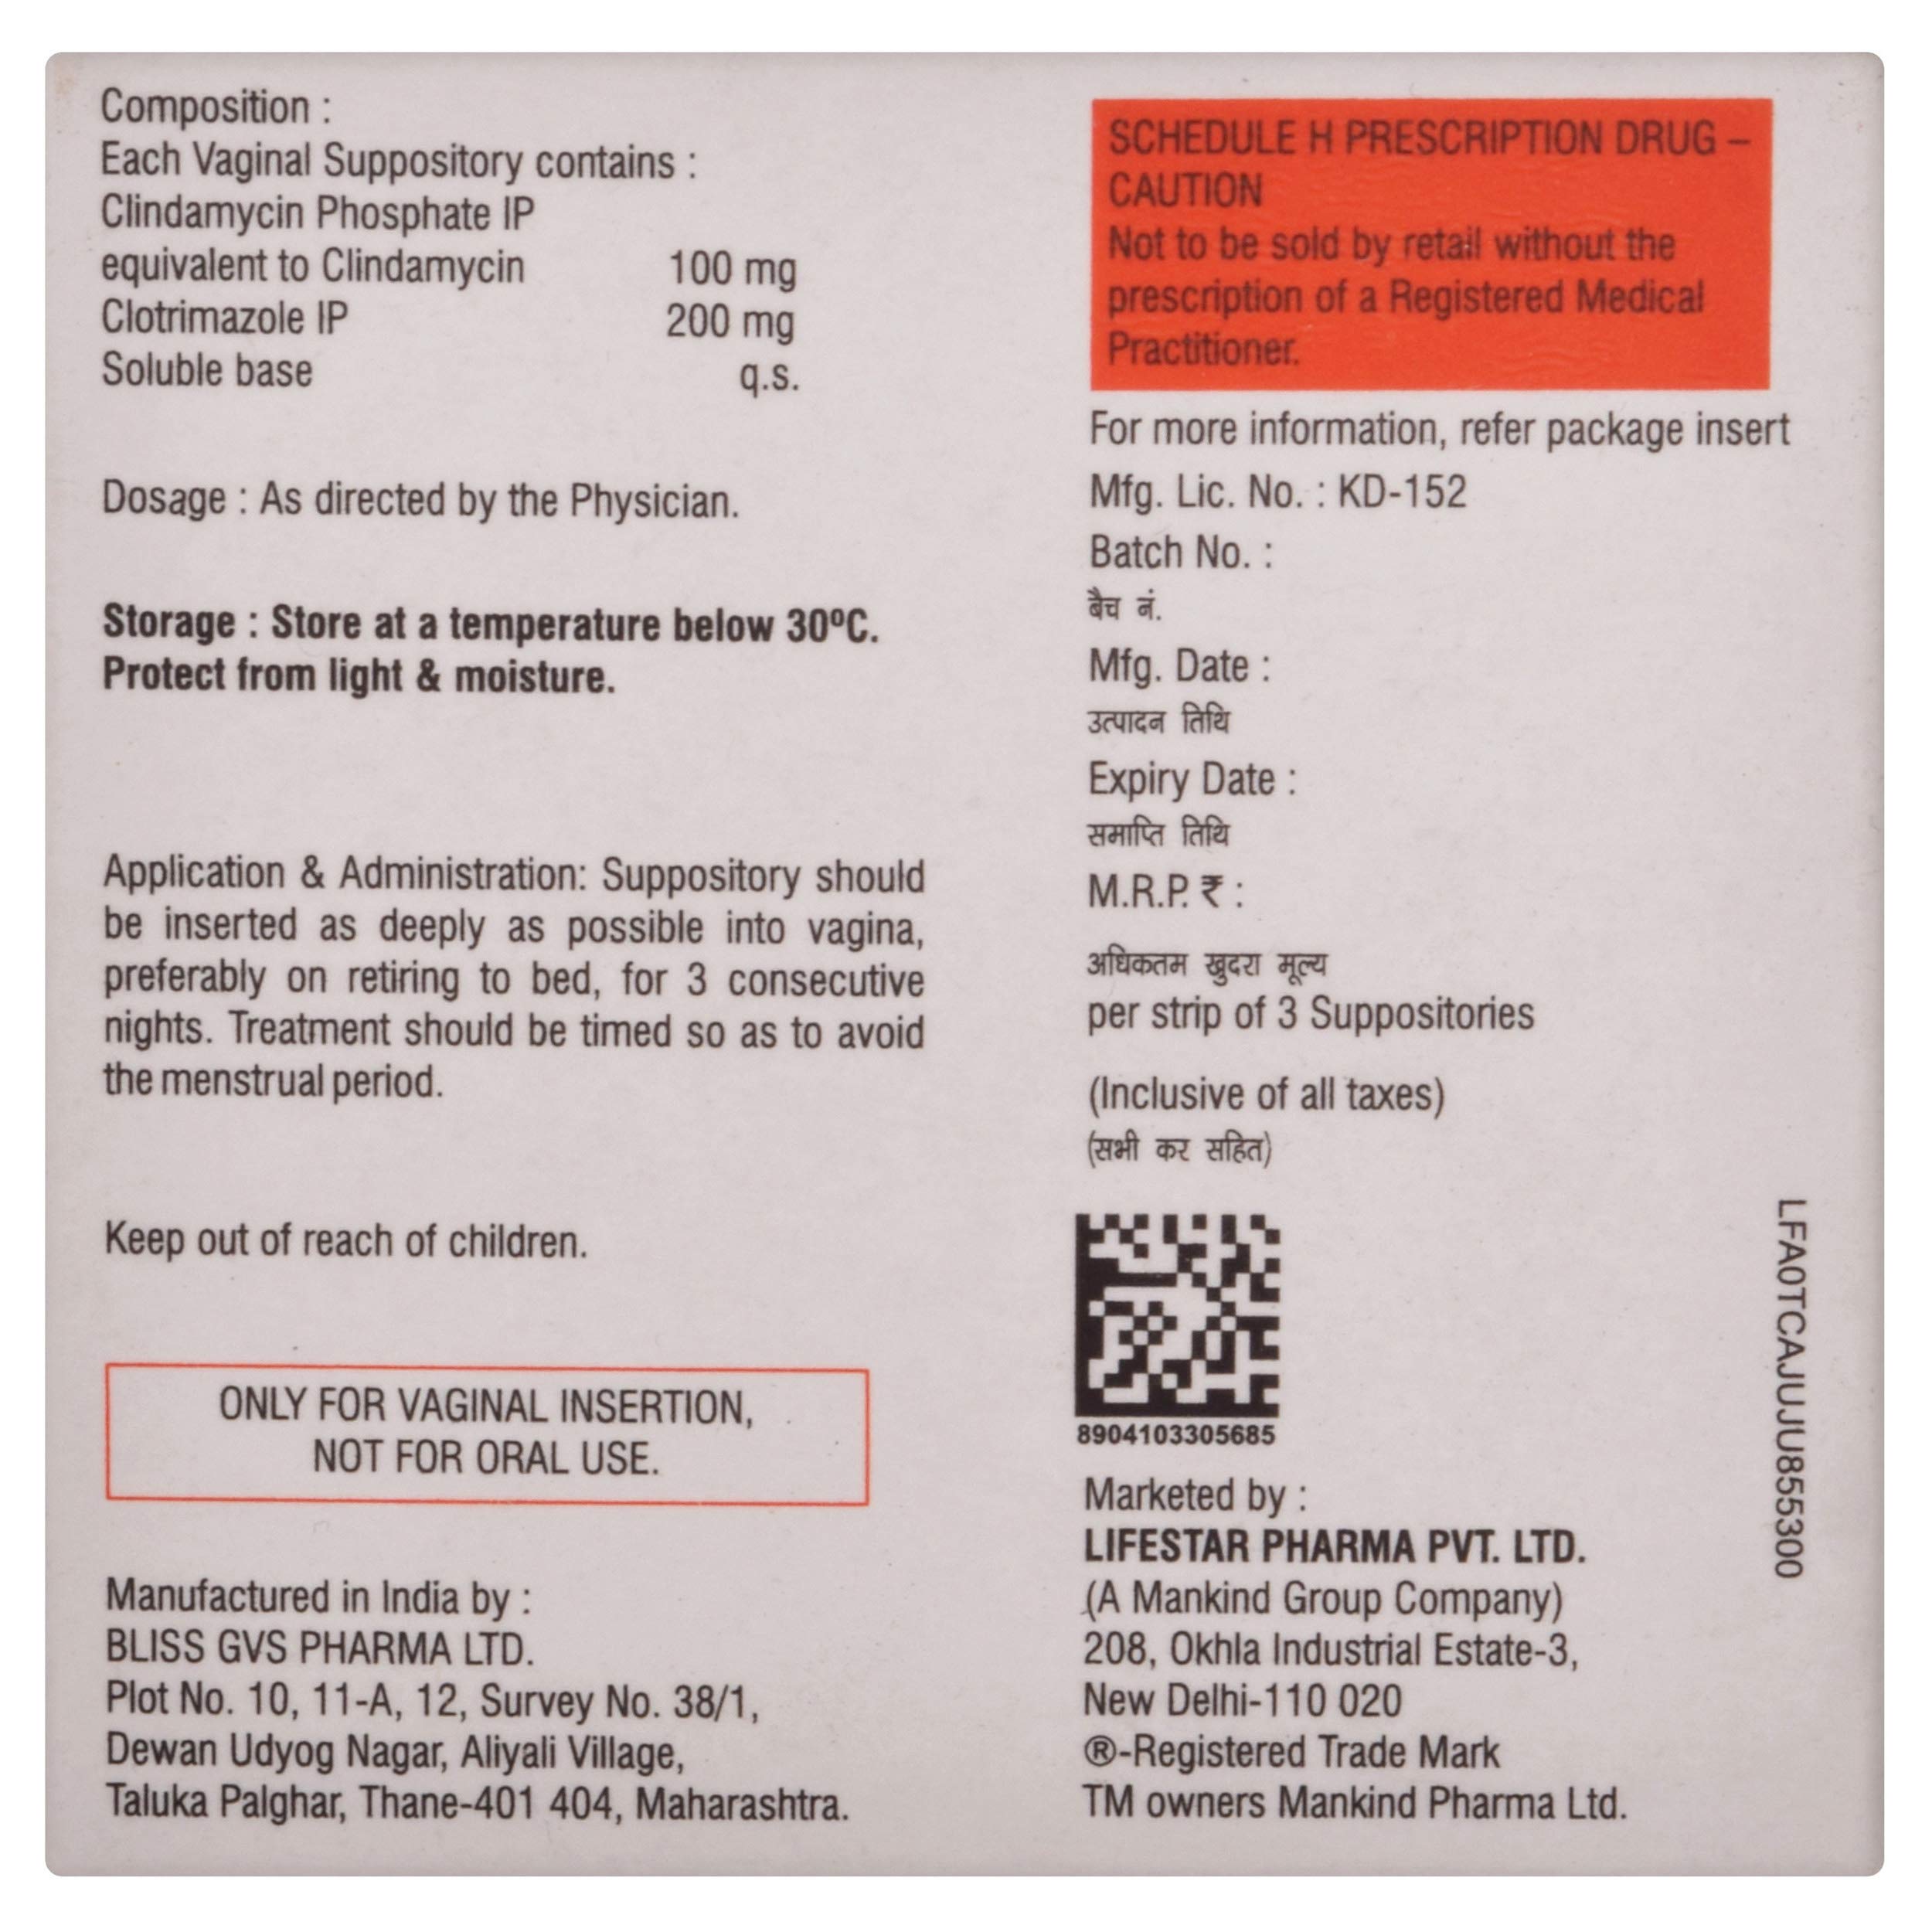 Composition :
Each Vaginal Suppository contains :
Clindamycin Phosphate IP
equivalent to Clindamycin 100 mg
Clotrimazole IP 200 mg
Soluble base q.s.
Dosage : As directed by the Physician.
Storage : Store at a temperature below 30ºC.
Protect from light & moisture.
Application & Administration: Suppository should
be inserted as deeply as possible into vagina,
preferably on retiring to bed, for 3 consecutive
nights. Treatment should be timed so as to avoid
the menstrual period.
Keep out of reach of children.
ONLY FOR VAGINAL INSERTION,
NOT FOR ORAL USE.
Manufactured in India by :
BLISS GVS PHARMA LTD.
Plot No. 10, 11-A, 12, Survey No. 38/1,
Dewan Udyog Nagar, Aliyali Village,
Taluka Palghar, Thane-401 404, Maharashtra.
SCHEDULE H PRESCRIPTION DRUG –
CAUTION
Not to be sold by retail without the
prescription of a Registered Medical
Practitioner.
For more information, refer package insert
Mfg. Lic. No. : KD-152
Batch No. :
बैच नं.
Mfg. Date :
उत्पादन तिथि
Expiry Date :
समाप्ति तिथि
M.R.P. ₹ :
अधिकतम खुदरा मूल्य
per strip of 3 Suppositories
(Inclusive of all taxes)
(सभी कर सहित)
8904103305685
Marketed by :
LIFESTAR PHARMA PVT. LTD.
(A Mankind Group Company)
208, Okhla Industrial Estate-3,
New Delhi-110 020
®-Registered Trade Mark
TM owners Mankind Pharma Ltd.
LFA0TCAJUJU855300